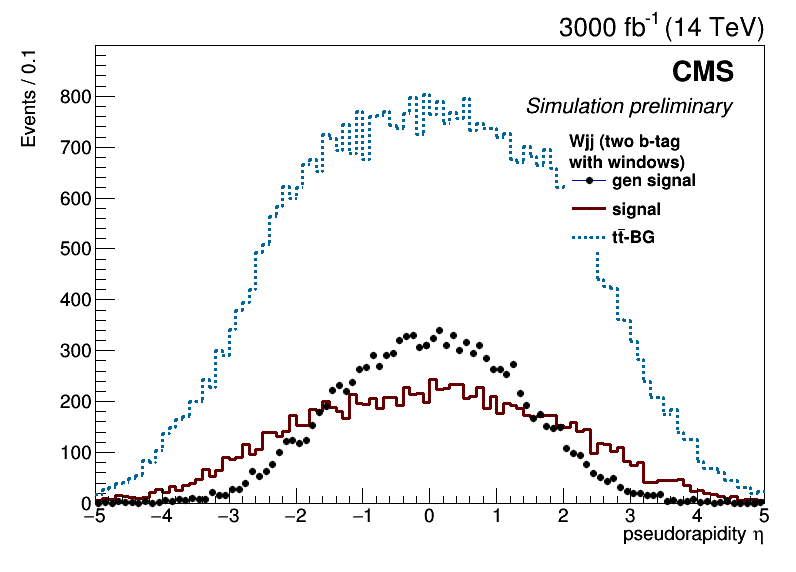 3000 fb⁻¹ (14 TeV)
Events / 0.1
CMS
Simulation preliminary
Wjj (two b-tag
with windows)
gen signal
signal
tt̄-BG
800
700
600
500
400
300
200
100
0
−5 −4 −3 −2 −1 0 1 2 3 4 5
pseudorapidity η